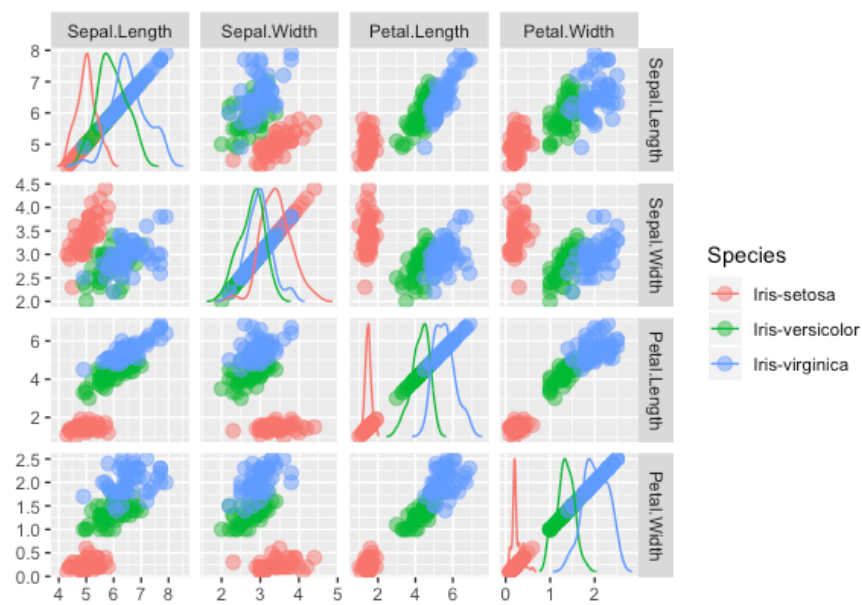 Sepal.Length Sepal.Width Petal.Length Petal.Width
8
7
6
5
Sepal.Length
4.5
4.0
3.5
3.0
2.5
2.0
Sepal.Width
6
4
2
Petal.Length
2.5
2.0
1.5
1.0
0.5
0.0
Petal.Width
4 5 6 7 8 2 3 4 5 2 4 6 0 1 2
Species
Iris-setosa
Iris-versicolor
Iris-virginica